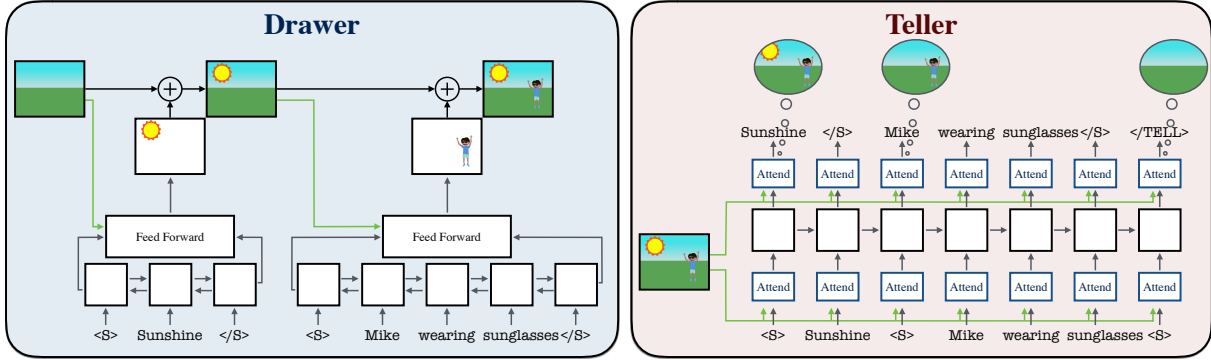 Drawer
Feed Forward
Feed Forward
<S> Sunshine </S>
<S> Mike wearing sunglasses </S>
Teller
Sunshine </S> Mike wearing sunglasses </S> </TELL>
Attend Attend Attend Attend Attend Attend Attend
Attend Attend Attend Attend Attend Attend Attend
<S> Sunshine <S> Mike wearing sunglasses <S>